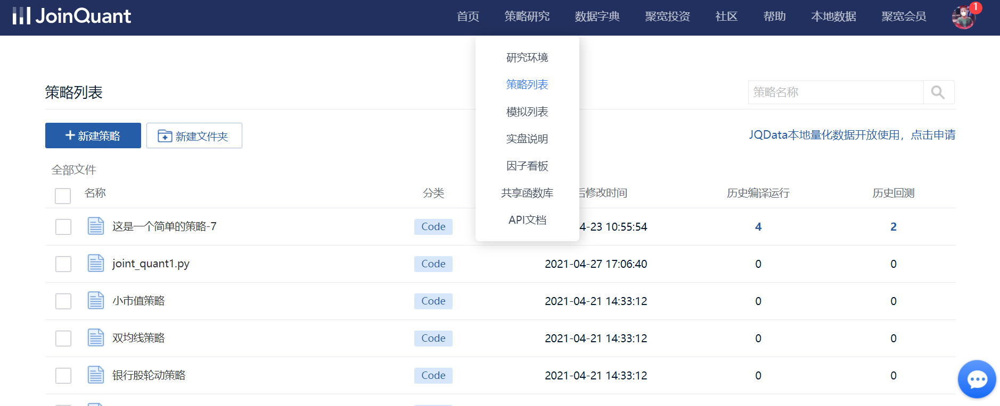 JoinQuant
首页 策略研究 数据字典 聚宽投资 社区 帮助 本地数据 聚宽会员 1
研究环境
策略列表
模拟列表
实盘说明
因子看板
共享函数库
API文档
策略列表
策略名称
新建策略 新建文件夹
JQData本地量化数据开放使用，点击申请
全部文件
名称 分类 后修改时间 历史编译运行 历史回测
这是一个简单的策略-7 Code 4-23 10:55:54 4 2
joint_quant1.py Code 2021-04-27 17:06:40 0 0
小市值策略 Code 2021-04-21 14:33:12 0 0
双均线策略 Code 2021-04-21 14:33:12 0 0
银行股轮动策略 Code 2021-04-21 14:33:12 0 0